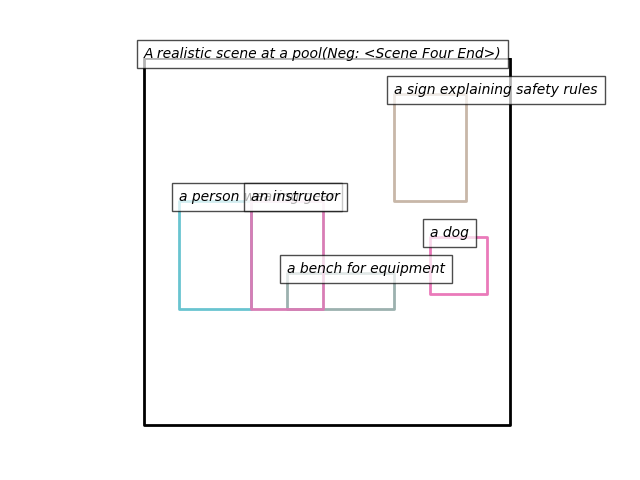 A realistic scene at a pool(Neg: <Scene Four End>)
a sign explaining safety rules
a person
an instructor
a dog
a bench for equipment